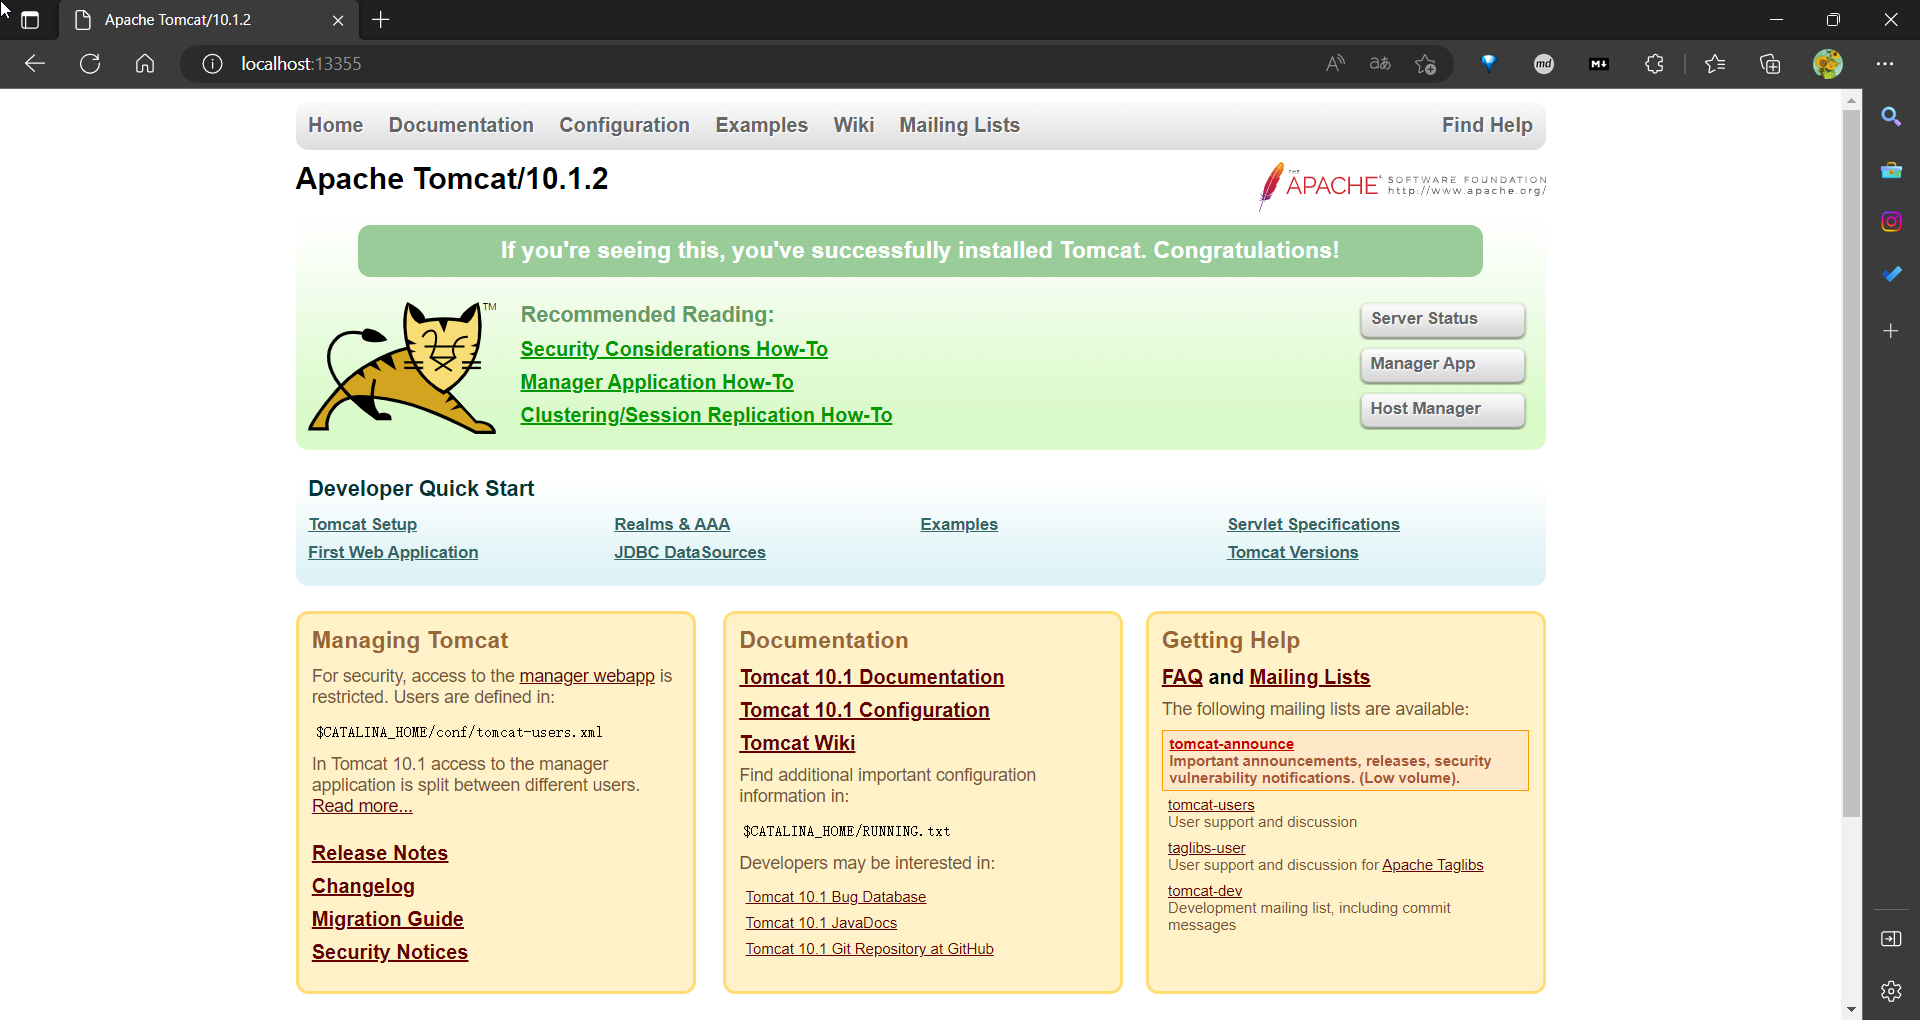 Apache Tomcat/10.1.2
localhost:13355
Home Documentation Configuration Examples Wiki Mailing Lists Find Help
Apache Tomcat/10.1.2
THE APACHE SOFTWARE FOUNDATION
http://www.apache.org/
If you're seeing this, you've successfully installed Tomcat. Congratulations!
TM
Recommended Reading:
Security Considerations How-To
Manager Application How-To
Clustering/Session Replication How-To
Server Status
Manager App
Host Manager
Developer Quick Start
Tomcat Setup
First Web Application
Realms & AAA
JDBC DataSources
Examples
Servlet Specifications
Tomcat Versions
Managing Tomcat
For security, access to the manager webapp is
restricted. Users are defined in:
$CATALINA_HOME/conf/tomcat-users.xml
In Tomcat 10.1 access to the manager
application is split between different users.
Read more...
Release Notes
Changelog
Migration Guide
Security Notices
Documentation
Tomcat 10.1 Documentation
Tomcat 10.1 Configuration
Tomcat Wiki
Find additional important configuration
information in:
$CATALINA_HOME/RUNNING.txt
Developers may be interested in:
Tomcat 10.1 Bug Database
Tomcat 10.1 JavaDocs
Tomcat 10.1 Git Repository at GitHub
Getting Help
FAQ and Mailing Lists
The following mailing lists are available:
tomcat-announce
Important announcements, releases, security
vulnerability notifications. (Low volume).
tomcat-users
User support and discussion
taglibs-user
User support and discussion for Apache Taglibs
tomcat-dev
Development mailing list, including commit
messages